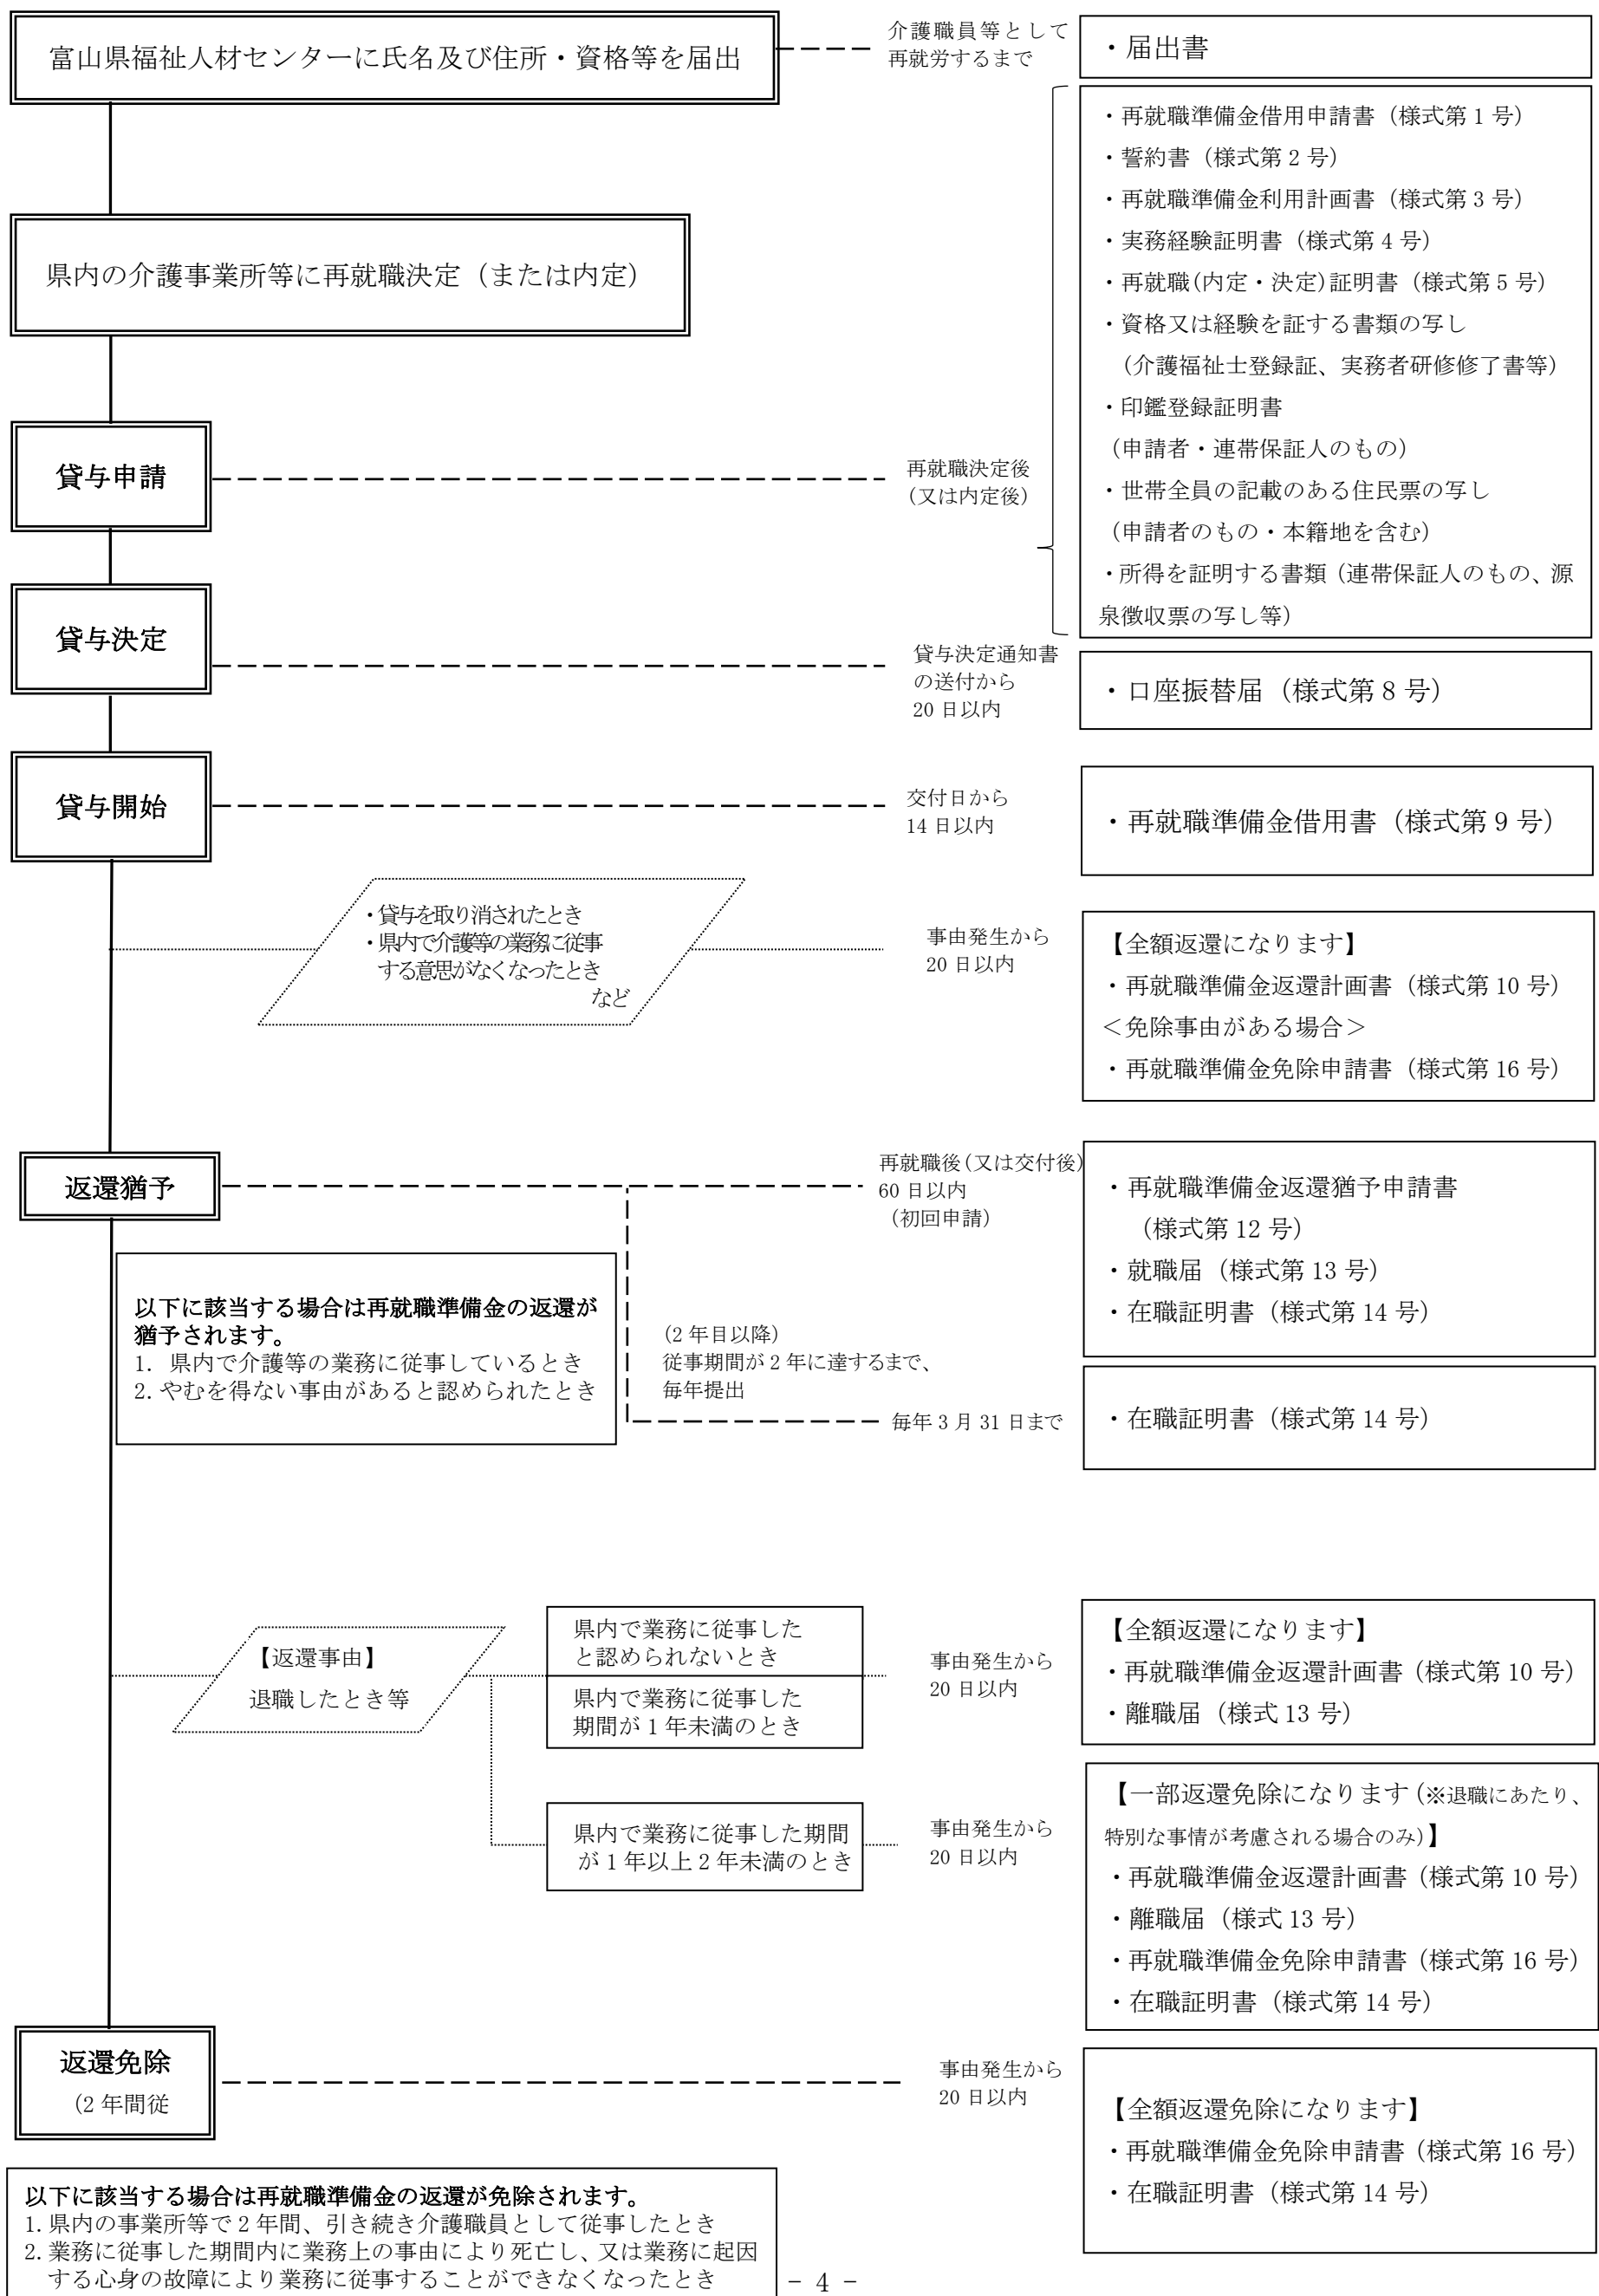 富山県福祉人材センターに氏名及び住所・資格等を届出
介護職員等として
再就労するまで
・届出書
県内の介護事業所等に再就職決定（または内定）
貸与申請
再就職決定後
（又は内定後）
・再就職準備金借用申請書（様式第 1 号）
・誓約書（様式第 2 号）
・再就職準備金利用計画書（様式第 3 号）
・実務経験証明書（様式第 4 号）
・再就職(内定・決定)証明書（様式第 5 号）
・資格又は経験を証する書類の写し
（介護福祉士登録証、実務者研修修了書等）
・印鑑登録証明書
（申請者・連帯保証人のもの）
・世帯全員の記載のある住民票の写し
（申請者のもの・本籍地を含む）
・所得を証明する書類（連帯保証人のもの、源
泉徴収票の写し等）
貸与決定
貸与決定通知書
の送付から
20 日以内
・口座振替届（様式第 8 号）
貸与開始
交付日から
14 日以内
・再就職準備金借用書（様式第 9 号）
・貸与を取り消されたとき
・県内で介護等の業務に従事
する意思がなくなったとき
など
事由発生から
20 日以内
【全額返還になります】
・再就職準備金返還計画書（様式第 10 号）
＜免除事由がある場合＞
・再就職準備金免除申請書（様式第 16 号）
返還猶予
再就職後（又は交付後）
60 日以内
（初回申請）
・再就職準備金返還猶予申請書
（様式第 12 号）
・就職届（様式第 13 号）
・在職証明書（様式第 14 号）
以下に該当する場合は再就職準備金の返還が
猶予されます。
1. 県内で介護等の業務に従事しているとき
2. やむを得ない事由があると認められたとき
(2 年目以降)
従事期間が 2 年に達するまで、
毎年提出
毎年 3 月 31 日まで
・在職証明書（様式第 14 号）
【返還事由】
退職したとき等
県内で業務に従事した
と認められないとき
県内で業務に従事した
期間が 1 年未満のとき
事由発生から
20 日以内
【全額返還になります】
・再就職準備金返還計画書（様式第 10 号）
・離職届（様式 13 号）
県内で業務に従事した期間
が 1 年以上 2 年未満のとき
事由発生から
20 日以内
【一部返還免除になります（※退職にあたり、
特別な事情が考慮される場合のみ）】
・再就職準備金返還計画書（様式第 10 号）
・離職届（様式 13 号）
・再就職準備金免除申請書（様式第 16 号）
・在職証明書（様式第 14 号）
返還免除
（2 年間従
事由発生から
20 日以内
【全額返還免除になります】
・再就職準備金免除申請書（様式第 16 号）
・在職証明書（様式第 14 号）
以下に該当する場合は再就職準備金の返還が免除されます。
1. 県内の事業所等で 2 年間、引き続き介護職員として従事したとき
2. 業務に従事した期間内に業務上の事由により死亡し、又は業務に起因
する心身の故障により業務に従事することができなくなったとき
- 4 -